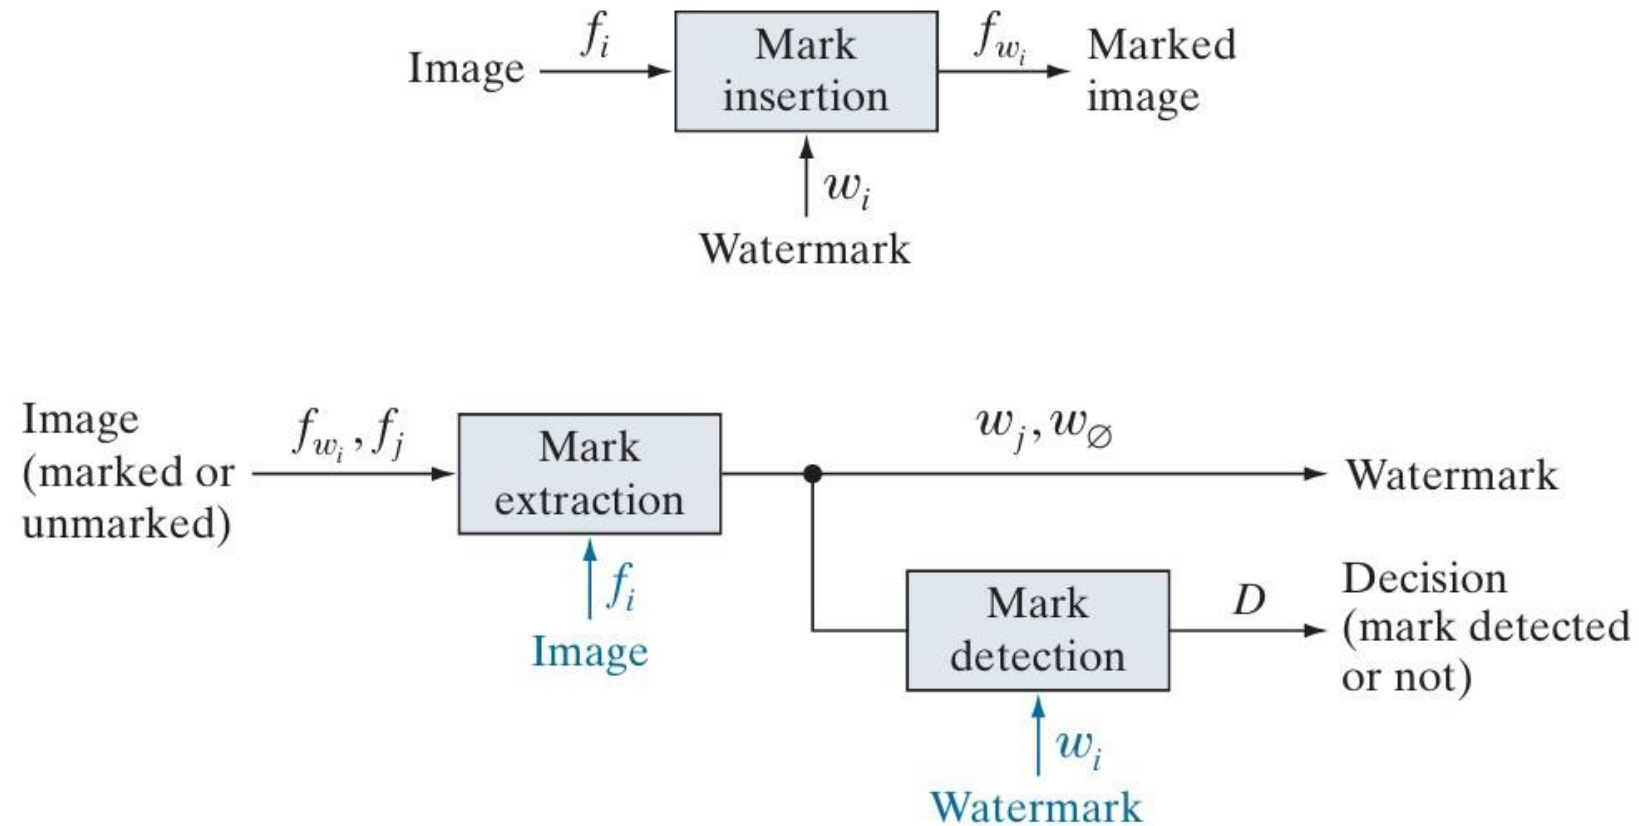 Image
f_i
Mark
insertion
f_{w_i}
Marked
image
w_i
Watermark
Image
(marked or
unmarked)
f_{w_i}, f_j
Mark
extraction
w_j, w_∅
Watermark
f_i
Image
Mark
detection
D
Decision
(mark detected
or not)
w_i
Watermark